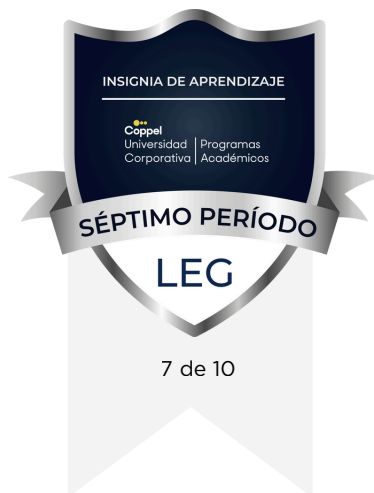 INSIGNIA DE APRENDIZAJE
Coppel
Universidad | Programas
Corporativa | Académicos
SÉPTIMO PERÍODO
LEG
7 de 10